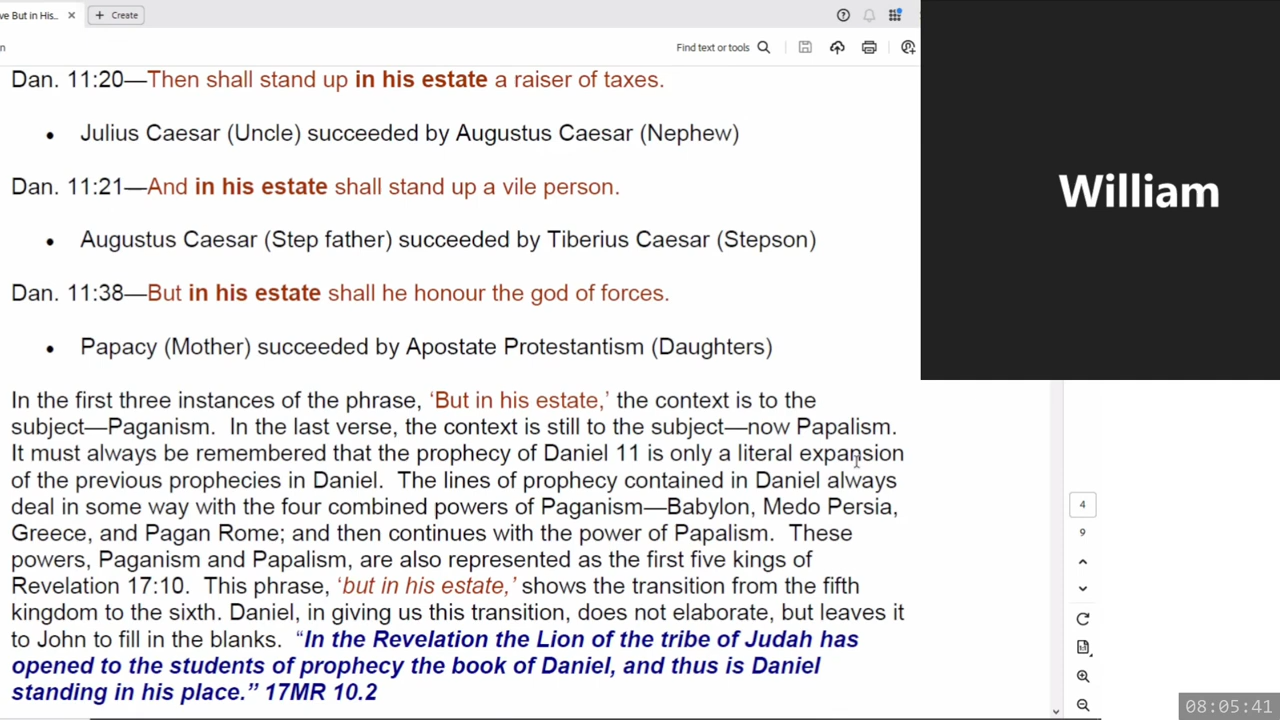 ve But in His..
Create
n
Find text or tools
Dan. 11:20—Then shall stand up in his estate a raiser of taxes.
• Julius Caesar (Uncle) succeeded by Augustus Caesar (Nephew)
Dan. 11:21—And in his estate shall stand up a vile person.
• Augustus Caesar (Step father) succeeded by Tiberius Caesar (Stepson)
Dan. 11:38—But in his estate shall he honour the god of forces.
• Papacy (Mother) succeeded by Apostate Protestantism (Daughters)
In the first three instances of the phrase, ‘But in his estate,’ the context is to the
subject—Paganism.  In the last verse, the context is still to the subject—now Papalism.
It must always be remembered that the prophecy of Daniel 11 is only a literal expansion
of the previous prophecies in Daniel.  The lines of prophecy contained in Daniel always
deal in some way with the four combined powers of Paganism—Babylon, Medo Persia,
Greece, and Pagan Rome; and then continues with the power of Papalism.  These
powers, Paganism and Papalism, are also represented as the first five kings of
Revelation 17:10.  This phrase, ‘but in his estate,’ shows the transition from the fifth
kingdom to the sixth. Daniel, in giving us this transition, does not elaborate, but leaves it
to John to fill in the blanks.  “In the Revelation the Lion of the tribe of Judah has
opened to the students of prophecy the book of Daniel, and thus is Daniel
standing in his place.” 17MR 10.2
William
4
9
08:05:41